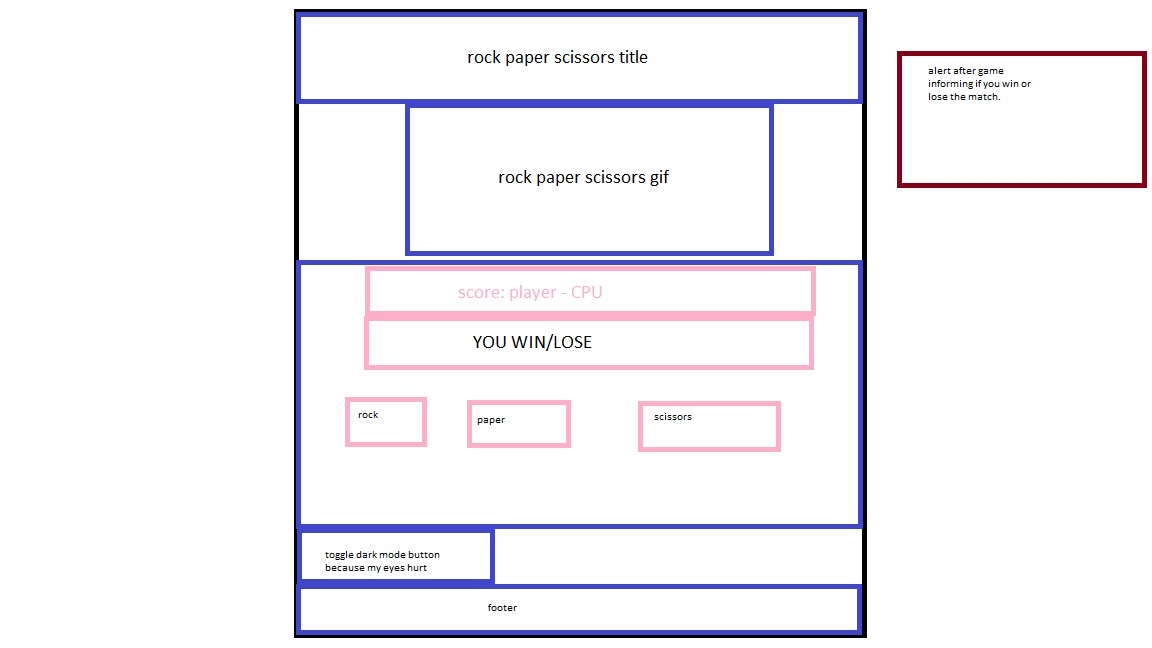 rock paper scissors title
alert after game
informing if you win or
lose the match.
rock paper scissors gif
score: player - CPU
YOU WIN/LOSE
rock
paper
scissors
toggle dark mode button
because my eyes hurt
footer